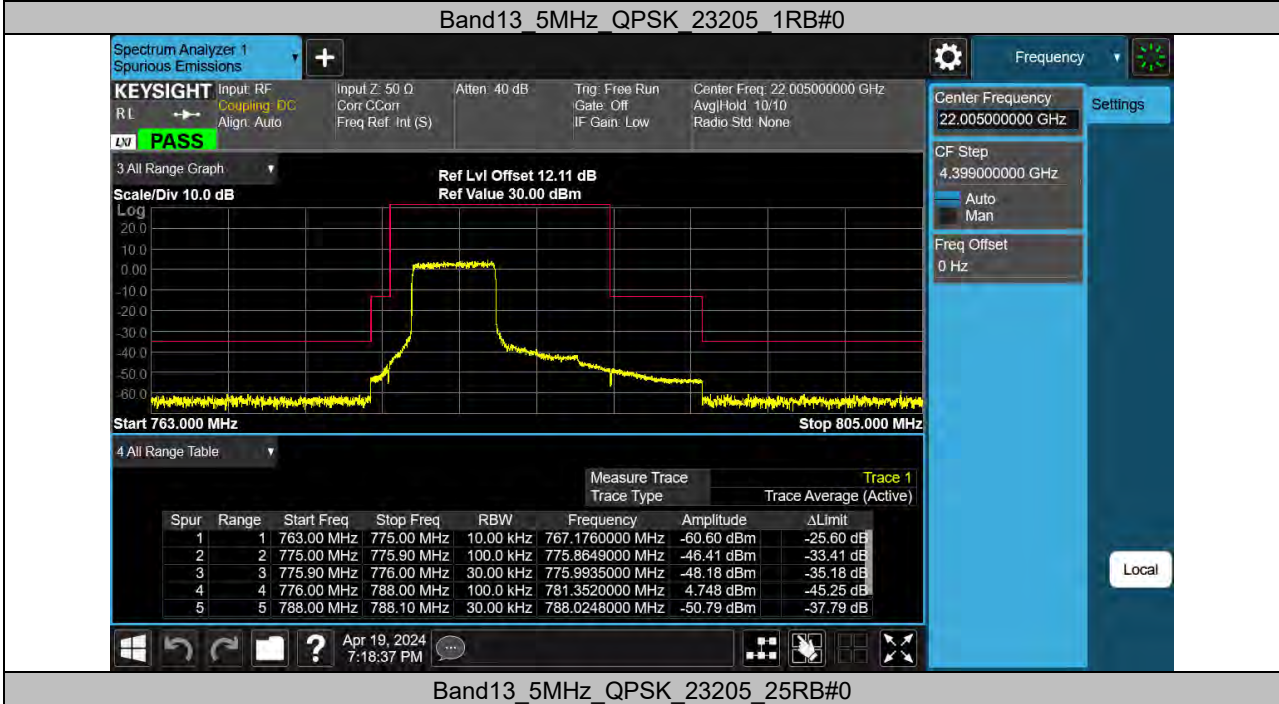 Band13_5MHz_QPSK_23205_1RB#0
Spectrum Analyzer 1
Spurious Emissions
+
Frequency
KEYSIGHT
RL
LXI
PASS
Input: RF
Coupling: DC
Align: Auto
Input Z: 50 Ω
Corr CCorr
Freq Ref: Int (S)
Atten: 40 dB
Trig: Free Run
Gate: Off
IF Gain: Low
Center Freq: 22.005000000 GHz
Avg|Hold: 10/10
Radio Std: None
Center Frequency
22.005000000 GHz
Settings
CF Step
4.399000000 GHz
Auto
Man
Freq Offset
0 Hz
Local
3 All Range Graph
Scale/Div 10.0 dB
Ref Lvl Offset 12.11 dB
Ref Value 30.00 dBm
Log
20.0
10.0
0.00
-10.0
-20.0
-30.0
-40.0
-50.0
-60.0
Start 763.000 MHz Stop 805.000 MHz
4 All Range Table
Measure Trace Trace 1
Trace Type Trace Average (Active)
Spur Range Start Freq Stop Freq RBW Frequency Amplitude ΔLimit
1 1 763.00 MHz 775.00 MHz 10.00 kHz 767.1760000 MHz -60.60 dBm -25.60 dB
2 2 775.00 MHz 775.90 MHz 100.0 kHz 775.8649000 MHz -46.41 dBm -33.41 dB
3 3 775.90 MHz 776.00 MHz 30.00 kHz 775.9935000 MHz -48.18 dBm -35.18 dB
4 4 776.00 MHz 788.00 MHz 100.0 kHz 781.3520000 MHz 4.748 dBm -45.25 dB
5 5 788.00 MHz 788.10 MHz 30.00 kHz 788.0248000 MHz -50.79 dBm -37.79 dB
?
Apr 19, 2024
7:18:37 PM
Band13_5MHz_QPSK_23205_25RB#0